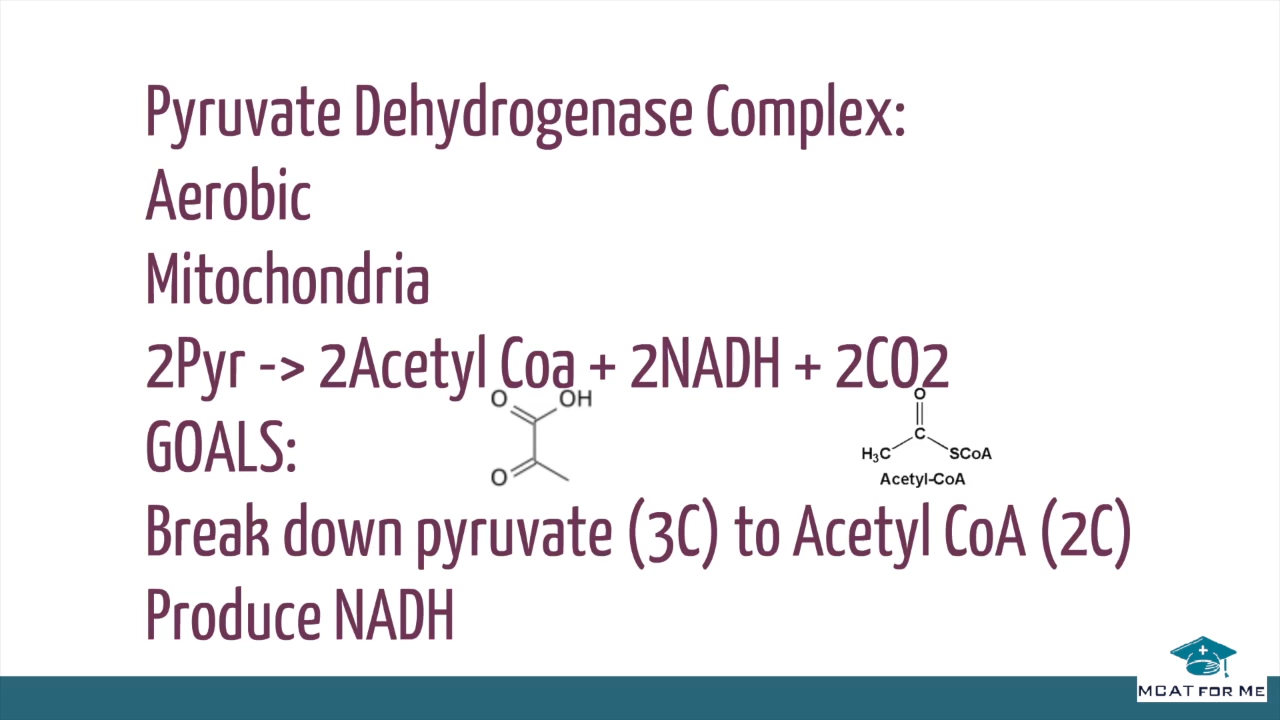 Pyruvate Dehydrogenase Complex:
Aerobic
Mitochondria
2Pyr -> 2Acetyl Coa + 2NADH + 2CO2
O OH
O
O
C
H₃C SCoA
Acetyl-CoA
GOALS:
Break down pyruvate (3C) to Acetyl CoA (2C)
Produce NADH
MCAT FOR ME